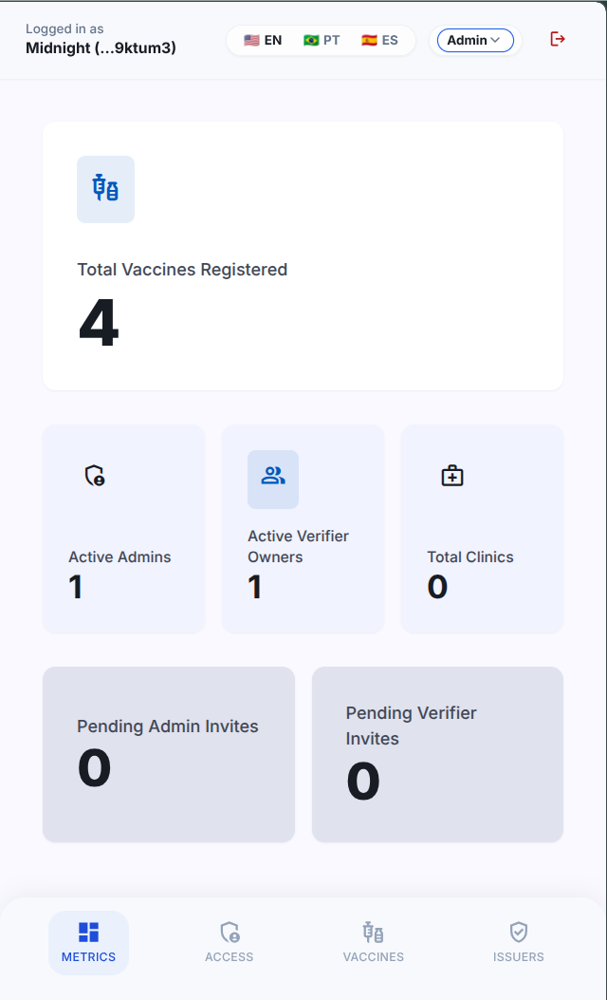 Logged in as
Midnight (...9ktum3)
EN PT ES
Admin
Total Vaccines Registered
4
Active Admins
1
Active Verifier
Owners
1
Total Clinics
0
Pending Admin Invites
0
Pending Verifier
Invites
0
METRICS ACCESS VACCINES ISSUERS